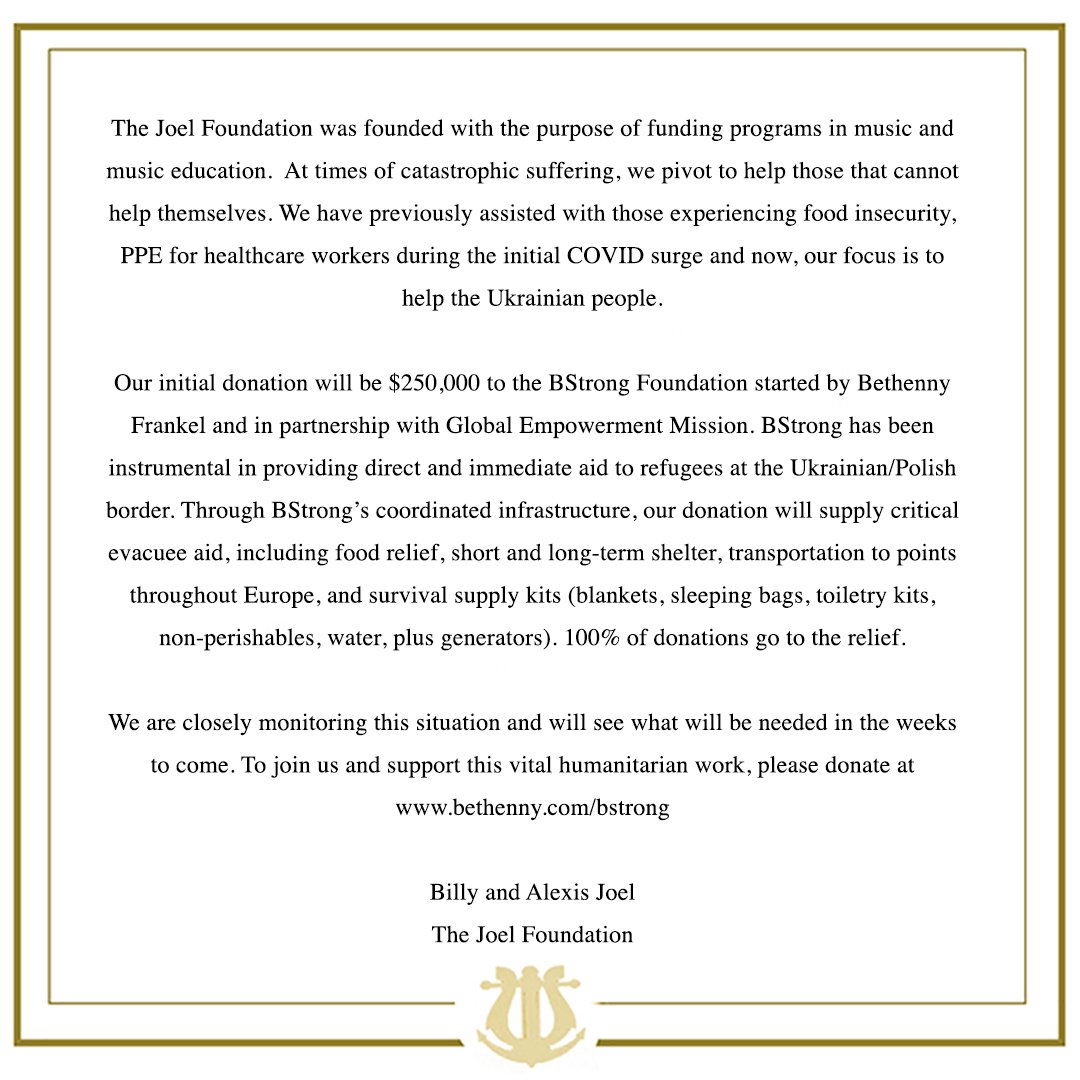 The Joel Foundation was founded with the purpose of funding programs in music and
music education.  At times of catastrophic suffering, we pivot to help those that cannot
help themselves. We have previously assisted with those experiencing food insecurity,
PPE for healthcare workers during the initial COVID surge and now, our focus is to
help the Ukrainian people.
Our initial donation will be $250,000 to the BStrong Foundation started by Bethenny
Frankel and in partnership with Global Empowerment Mission. BStrong has been
instrumental in providing direct and immediate aid to refugees at the Ukrainian/Polish
border. Through BStrong’s coordinated infrastructure, our donation will supply critical
evacuee aid, including food relief, short and long-term shelter, transportation to points
throughout Europe, and survival supply kits (blankets, sleeping bags, toiletry kits,
non-perishables, water, plus generators). 100% of donations go to the relief.
We are closely monitoring this situation and will see what will be needed in the weeks
to come. To join us and support this vital humanitarian work, please donate at
www.bethenny.com/bstrong
Billy and Alexis Joel
The Joel Foundation